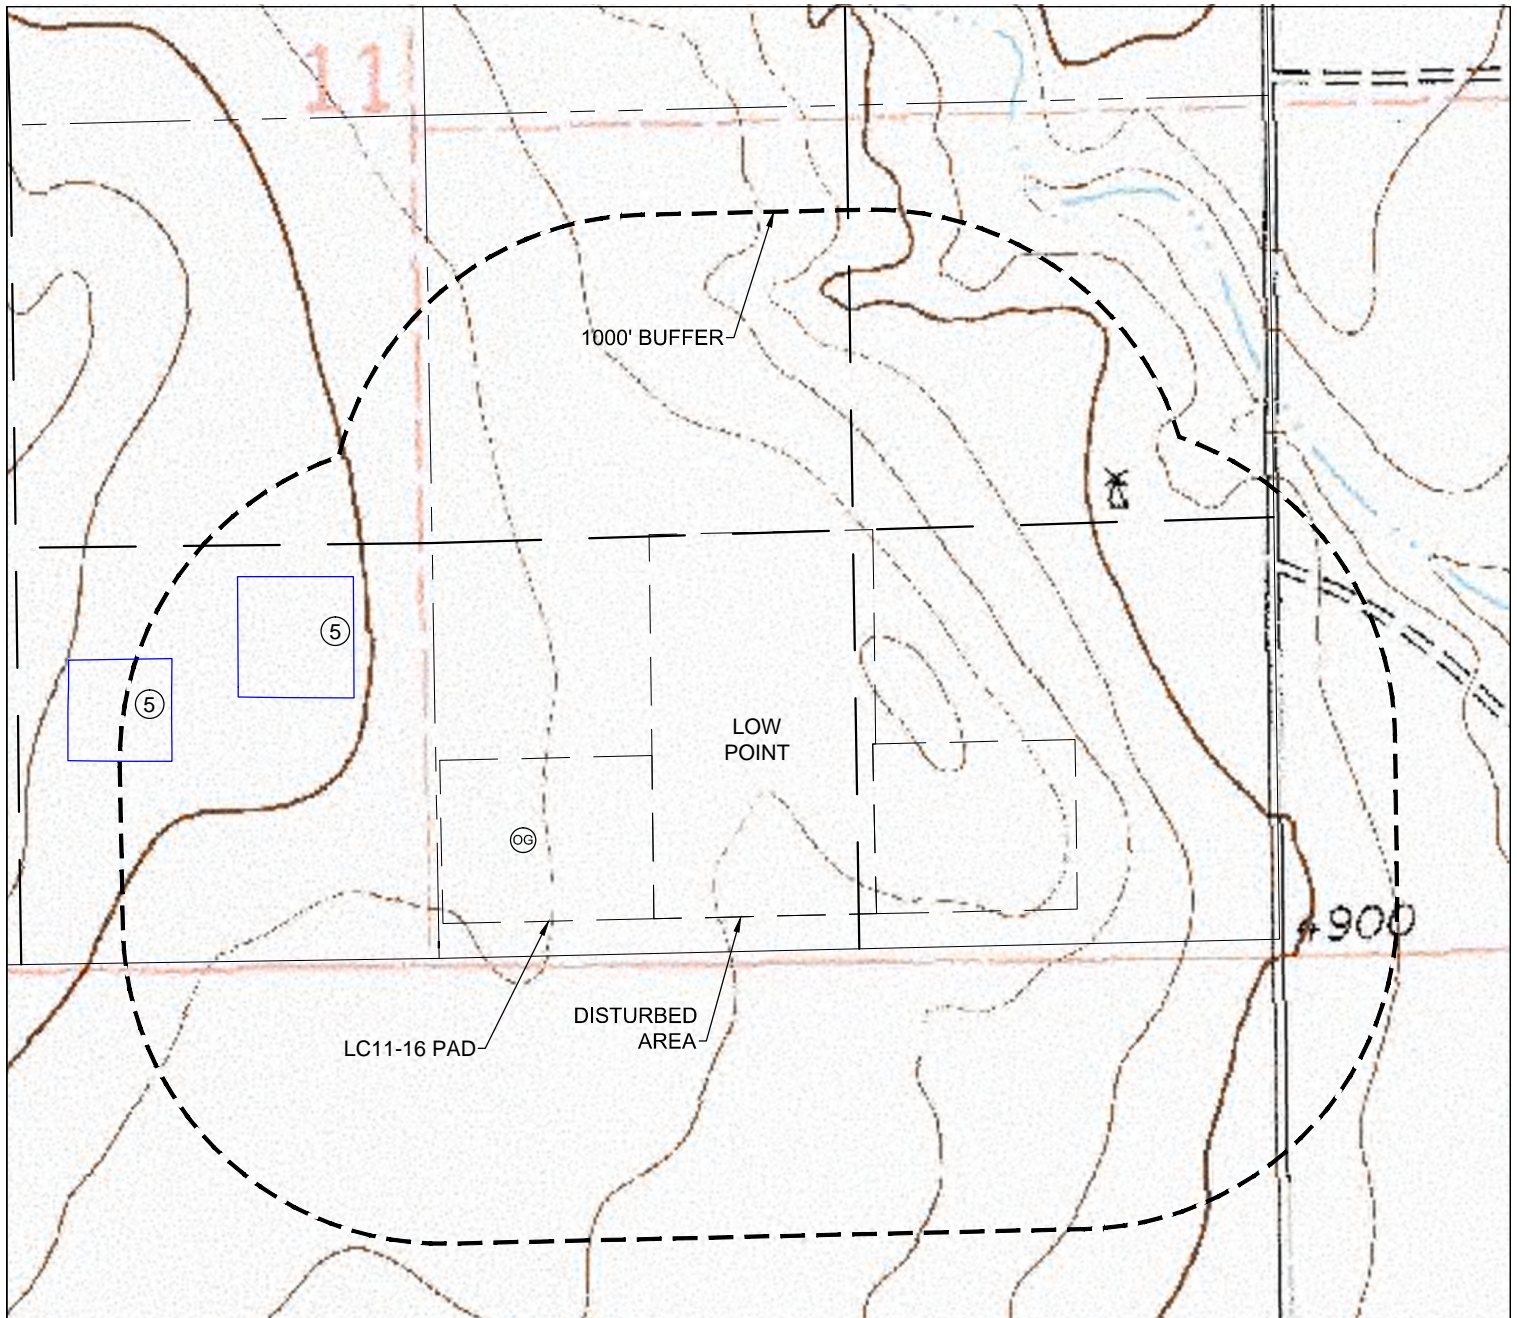 11
1000' BUFFER
5
5
LOW
POINT
OG
4900
DISTURBED
AREA
LC11-16 PAD